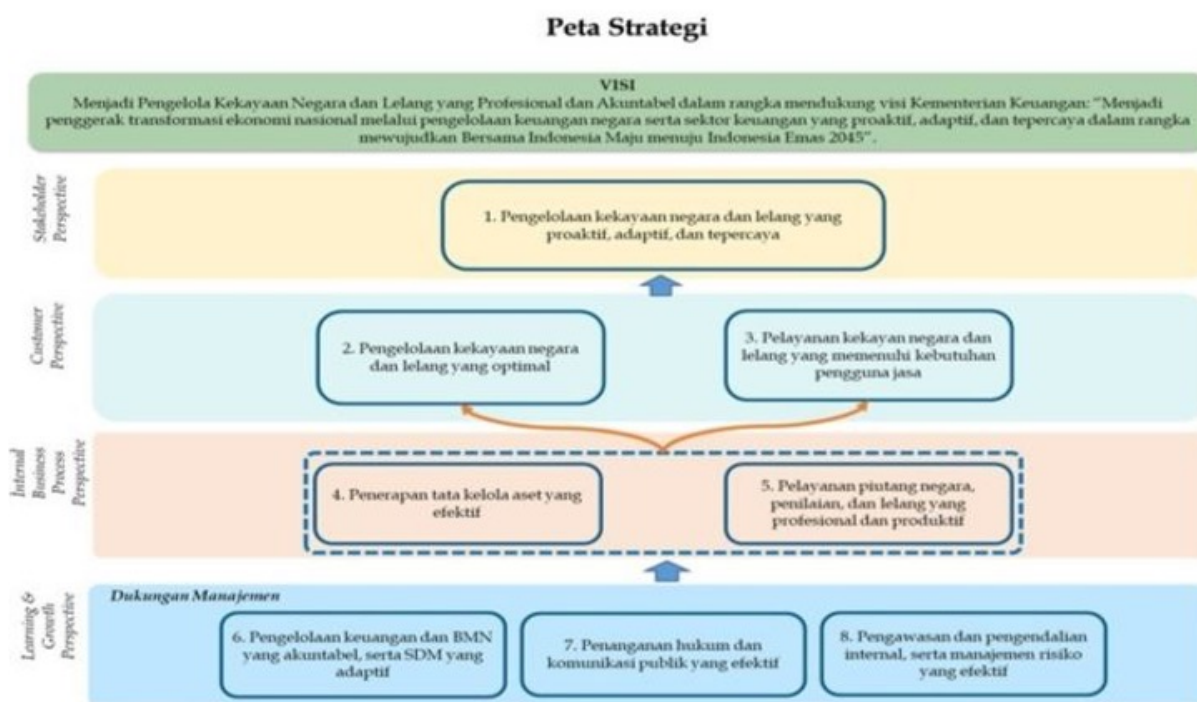 Peta Strategi
VISI
Menjadi Pengelola Kekayaan Negara dan Lelang yang Profesional dan Akuntabel dalam rangka mendukung visi Kementerian Keuangan: "Menjadi
penggerak transformasi ekonomi nasional melalui pengelolaan keuangan negara serta sektor keuangan yang proaktif, adaptif, dan tepercaya dalam rangka
mewujudkan Bersama Indonesia Maju menuju Indonesia Emas 2045".
Stakeholder
Perspective
1. Pengelolaan kekayaan negara dan lelang yang
proaktif, adaptif, dan tepercaya
Customer
Perspective
2. Pengelolaan kekayaan negara
dan lelang yang optimal
3. Pelayanan kekayan negara dan
lelang yang memenuhi kebutuhan
pengguna jasa
Internal
Business
Process
Perspective
4. Penerapan tata kelola aset yang
efektif
5. Pelayanan piutang negara,
penilaian, dan lelang yang
profesional dan produktif
Learning &
Growth
Perspective
Dukungan Manajemen
6. Pengelolaan keuangan dan BMN
yang akuntabel, serta SDM yang
adaptif
7. Penanganan hukum dan
komunikasi publik yang efektif
8. Pengawasan dan pengendalian
internal, serta manajemen risiko
yang efektif